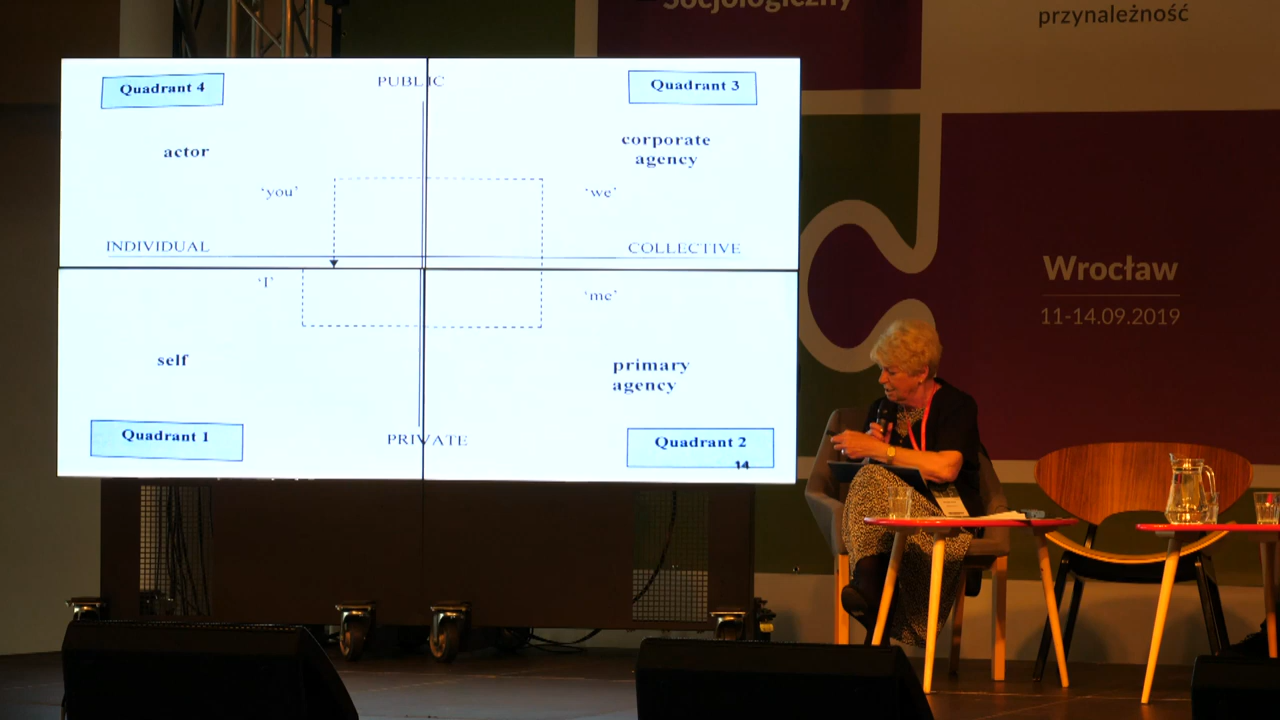 Socjologiczny
przynależność
Quadrant 4
PUBLIC
Quadrant 3
actor
corporate
agency
‘you’
‘we’
INDIVIDUAL
COLLECTIVE
‘I’
‘me’
self
primary
agency
Quadrant 1
PRIVATE
Quadrant 2
14
Wrocław
11-14.09.2019